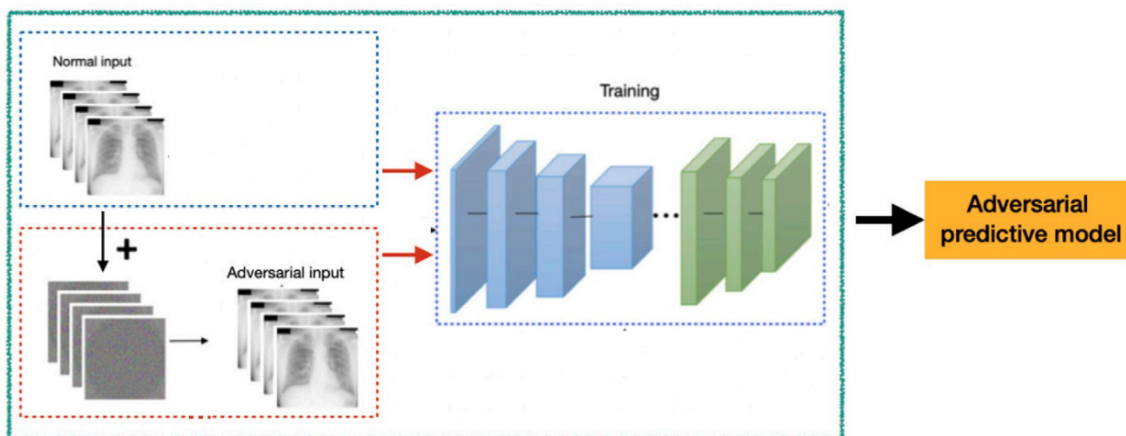 Normal input
Training
+
Adversarial input
Adversarial
predictive model